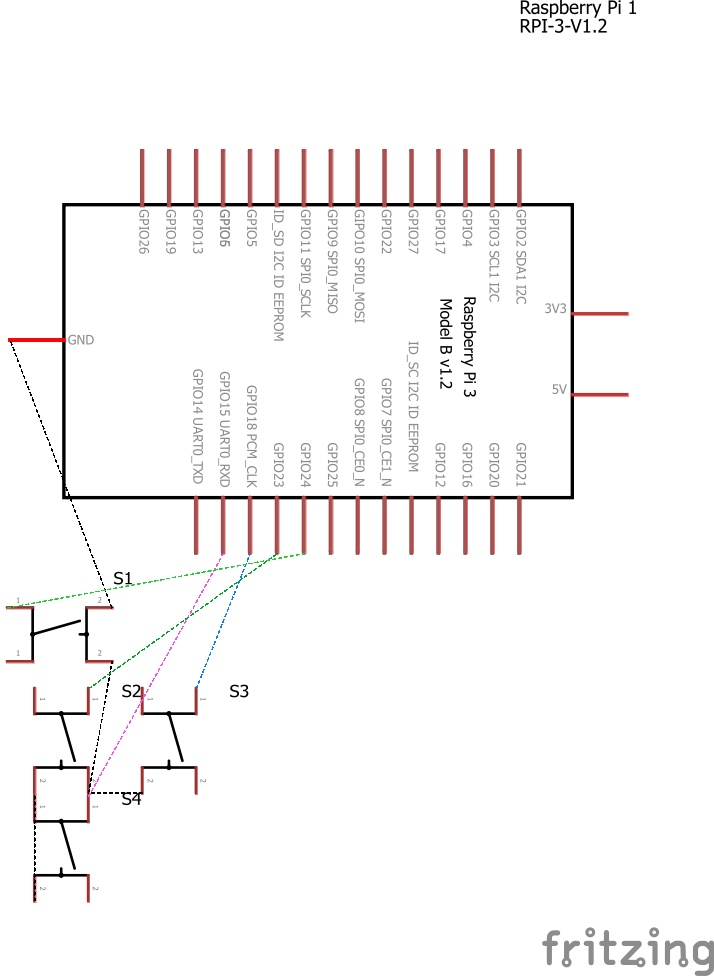 Raspberry Pi 1
RPI-3-V1.2
GPIO26
GPIO19
GPIO13
GPIO5
GPIO11 SPI0_SCLK
ID_SD I2C ID EEPROM
GPIO9 SPI0_MISO
GIPO10 SPI0_MOSI
GPIO22
GPIO27
GPIO17
GPIO4
GPIO3 SCL1 I2C
GPIO2 SDA1 I2C
3V3
5V
GND
Raspberry Pi 3
Model B v1.2
GPIO14 UART0_TXD
GPIO15 UART0_RXD
GPIO18 PCM_CLK
GPIO23
GPIO24
GPIO25
GPIO8 SPI0_CE0_N
GPIO7 SPI0_CE1_N
ID_SC I2C ID EEPROM
GPIO12
GPIO16
GPIO20
GPIO21
S1
1
2
1
2
S2
1
1
2
2
S3
1
1
2
2
S4
1
1
2
2
fritzing